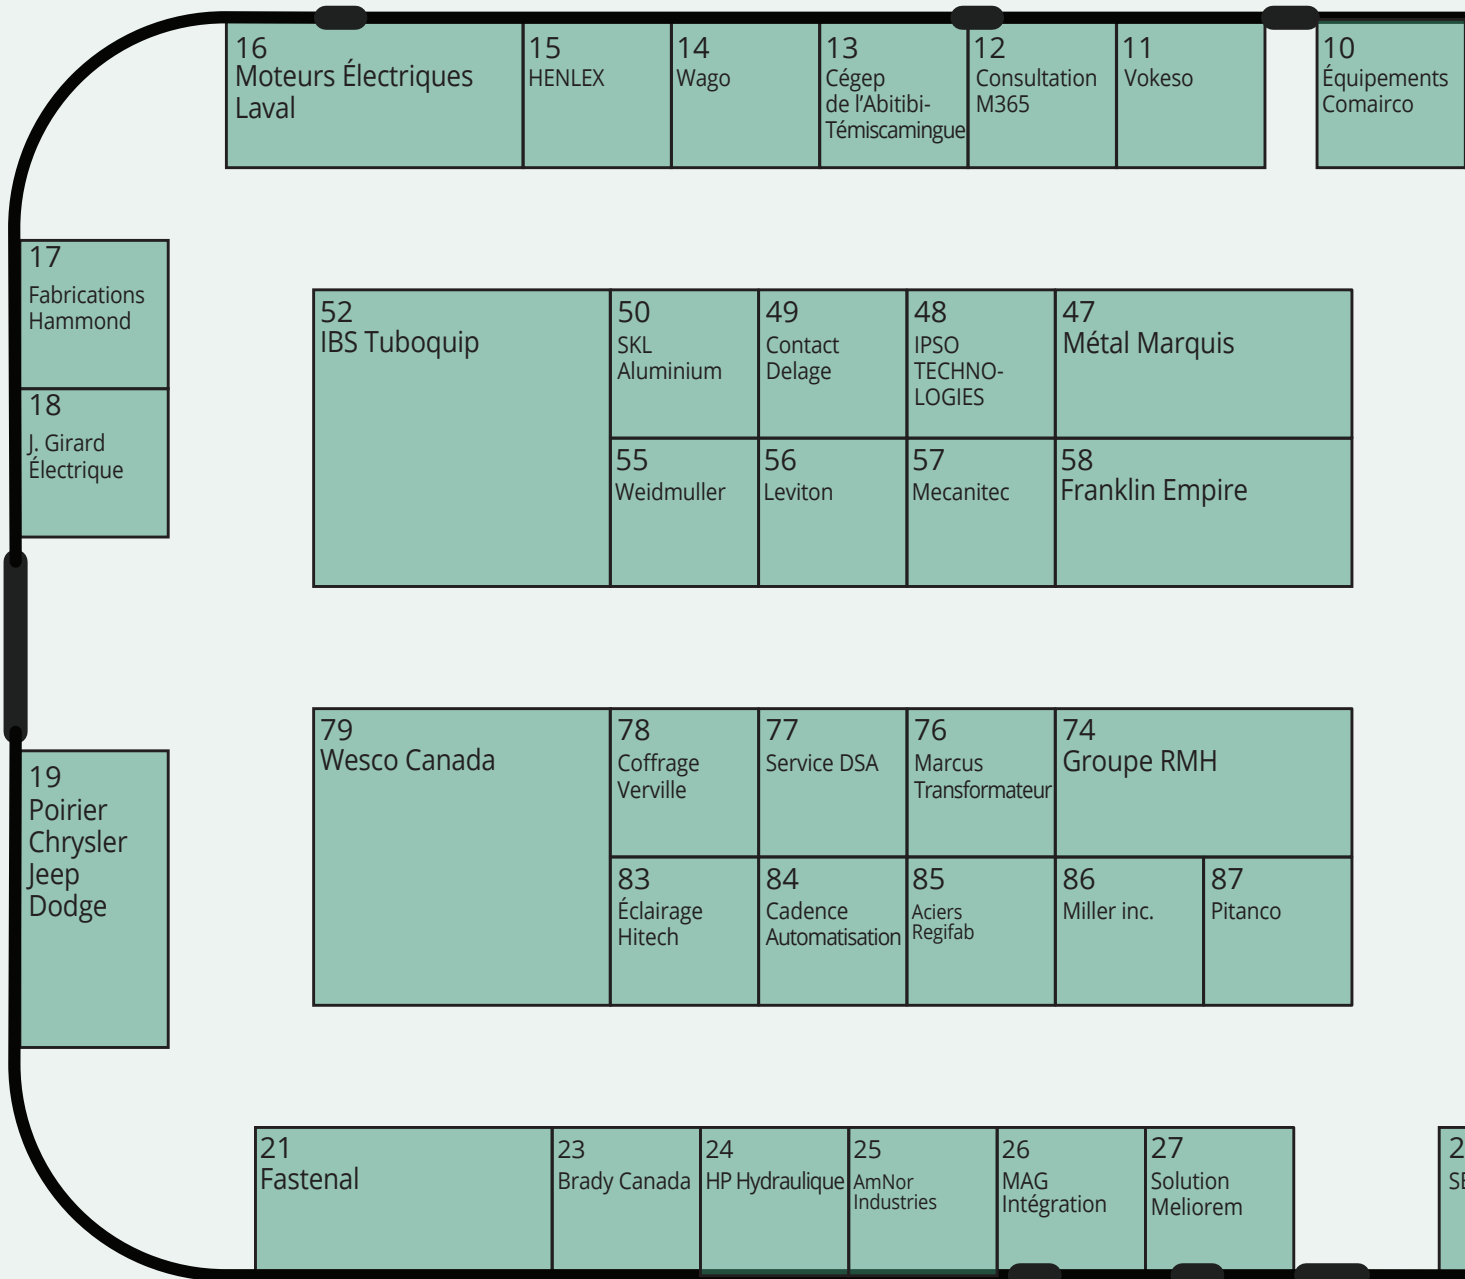 16
Moteurs Électriques
Laval
15
HENLEX
14
Wago
13
Cégep
de l'Abitibi-
Témiscamingue
12
Consultation
M365
11
Vokeso
10
Équipements
Comairco
17
Fabrications
Hammond
18
J. Girard
Électrique
52
IBS Tuboquip
50
SKL
Aluminium
49
Contact
Delage
48
IPSO
TECHNO-
LOGIES
47
Métal Marquis
55
Weidmuller
56
Leviton
57
Mecanitec
58
Franklin Empire
79
Wesco Canada
78
Coffrage
Verville
77
Service DSA
76
Marcus
Transformateur
74
Groupe RMH
19
Poirier
Chrysler
Jeep
Dodge
83
Éclairage
Hitech
84
Cadence
Automatisation
85
Aciers
Regifab
86
Miller inc.
87
Pitanco
21
Fastenal
23
Brady Canada
24
HP Hydraulique
25
AmNor
Industries
26
MAG
Intégration
27
Solution
Meliorem